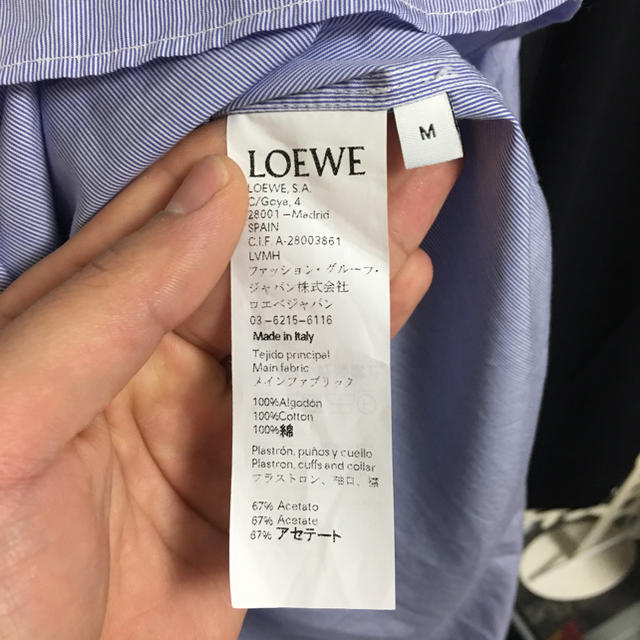 M
LOEWE
LOEWE, S.A.
C/Goya, 4
28001-Madrid
SPAIN
C.I.F. A-28003861
LVMH
ファッション・グループ・
ジャパン株式会社
ロエベジャパン
03-6215-6116
Made in Italy
Tejido principal
Main fabric
メインファブリック
100%Algodón
100%Cotton
100%綿
Plastrón, puños y cuello
Plastron, cuffs and collar
プラストロン、袖口、襟
67% Acetato
67% Acetate
67% アセテート